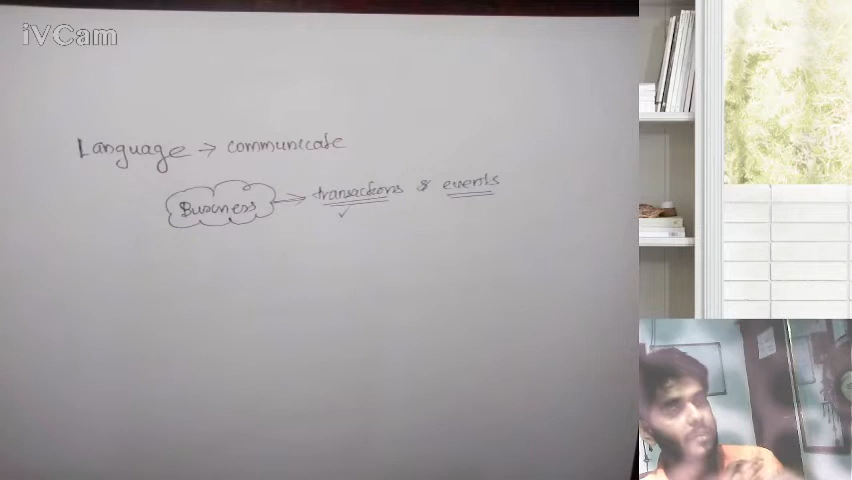 iVCam
Language → communicate
Business → transactions & events
✓